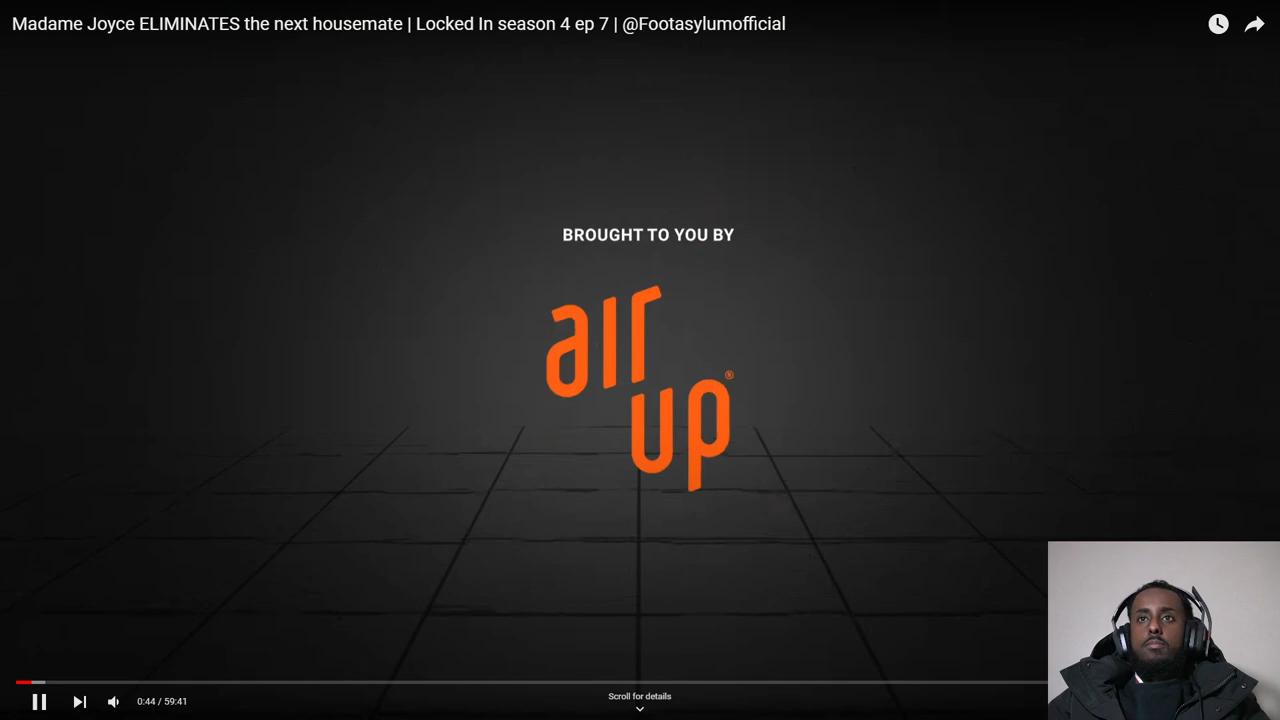 Madame Joyce ELIMINATES the next housemate | Locked In season 4 ep 7 | @Footasylumofficial
BROUGHT TO YOU BY
air
up®
0:44 / 59:41
Scroll for details